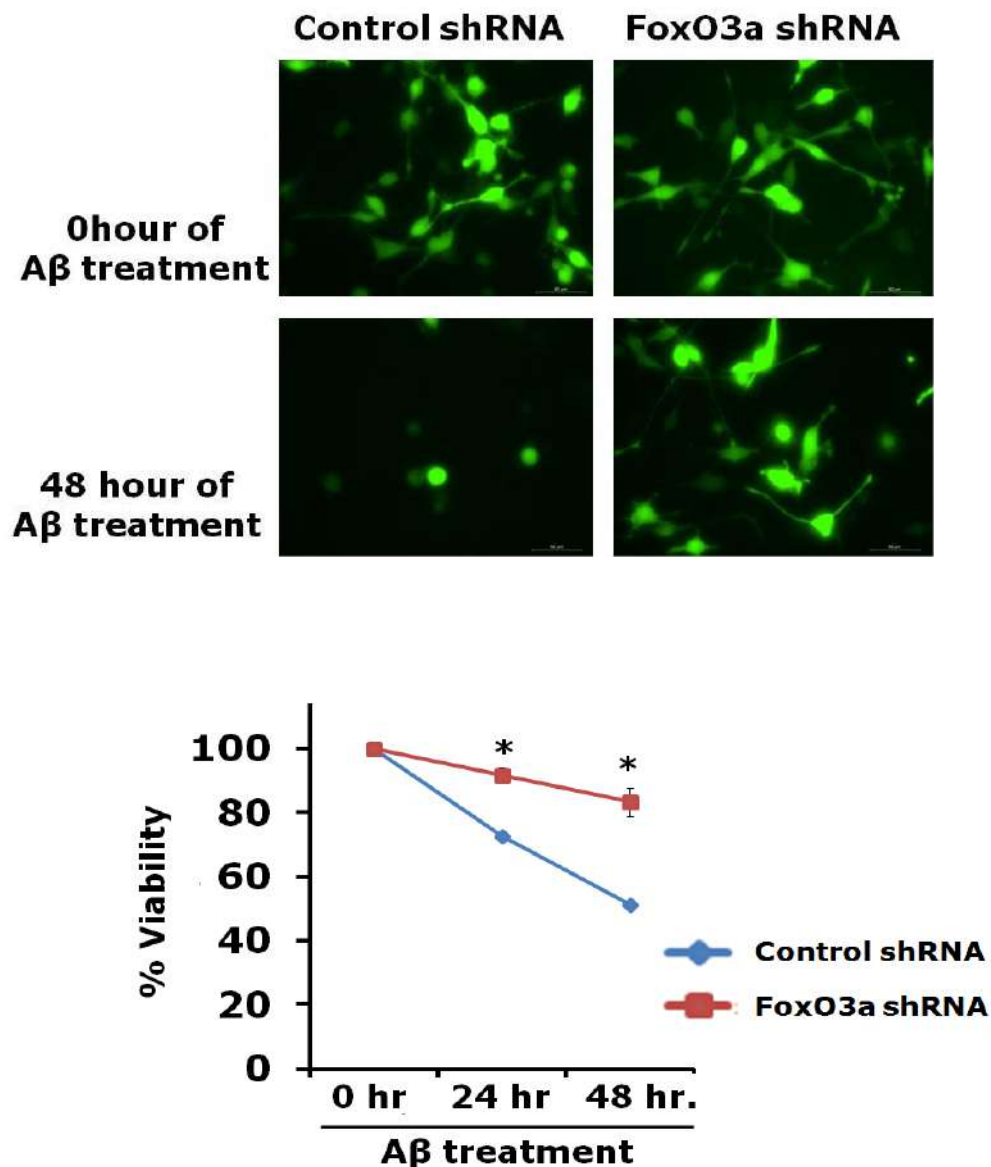 Control shRNA FoxO3a shRNA
0hour of
Aβ treatment
48 hour of
Aβ treatment
100
80
60
40
20
0
% Viability
*
*
Control shRNA
FoxO3a shRNA
0 hr 24 hr 48 hr.
Aβ treatment